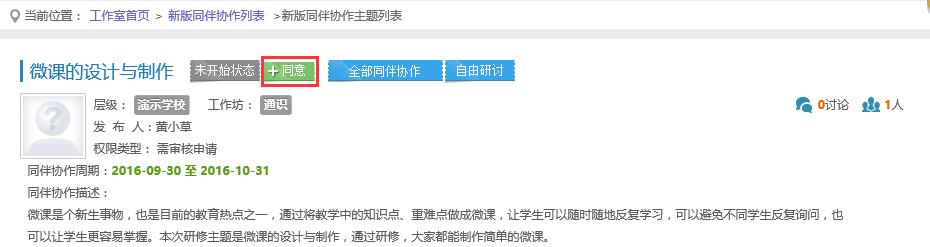 当前位置： 工作室首页 > 新版同伴协作列表 >新版同伴协作主题列表
微课的设计与制作 未开始状态 +同意 全部同伴协作 自由研讨
层级： 演示学校 工作坊： 通识 0讨论 1人
发 布 人：黄小草
权限类型： 需审核申请
同伴协作周期：2016-09-30 至 2016-10-31
同伴协作描述：
微课是个新生事物，也是目前的教育热点之一，通过将教学中的知识点、重难点做成微课，让学生可以随时随地反复学习，可以避免不同学生反复询问，也
可以让学生更容易掌握。本次研修主题是微课的设计与制作，通过研修，大家都能制作简单的微课。